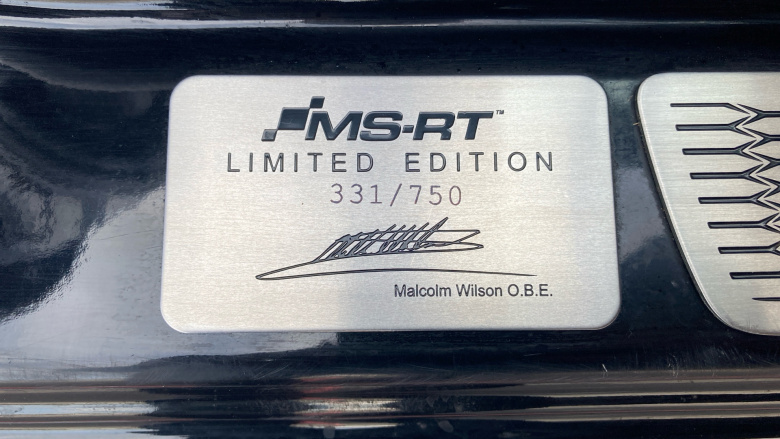 MS-RT™
LIMITED EDITION
331/750
Malcolm Wilson O.B.E.